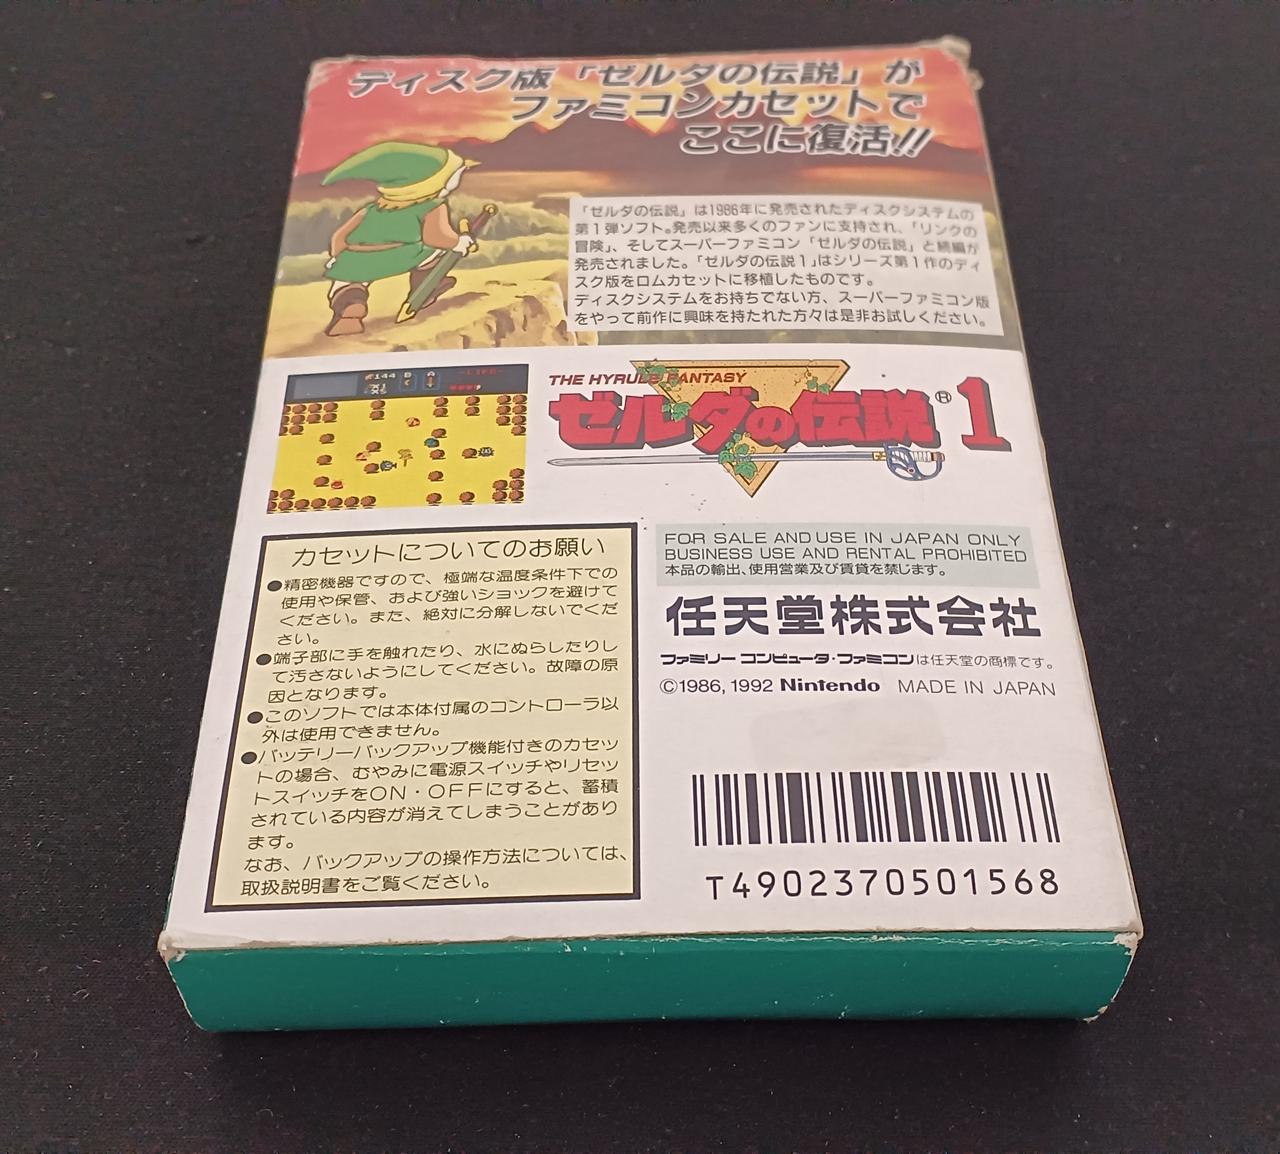 ディスク版「ゼルダの伝説」が
ファミコンカセットで
ここに復活!!
「ゼルダの伝説」は1986年に発売されたディスクシステムの
第1弾ソフト。発売以来多くのファンに支持され、「リンクの
冒険」、そしてスーパーファミコン「ゼルダの伝説」と続編が
発売されました。「ゼルダの伝説1」はシリーズ第1作のディ
スク版をロムカセットに移植したものです。
ディスクシステムをお持ちでない方、スーパーファミコン版
をやって前作に興味を持たれた方々は是非お試しください。
144 B A
-LIFE-
THE HYRULE FANTASY
ゼルダの伝説® 1
カセットについてのお願い
●精密機器ですので、極端な温度条件下での
使用や保管、および強いショックを避けて
ください。また、絶対に分解しないでくだ
さい。
●端子部に手を触れたり、水にぬらしたりし
て汚さないようにしてください。故障の原
因となります。
●このソフトでは本体付属のコントローラ以
外は使用できません。
●バッテリーバックアップ機能付きのカセッ
トの場合、むやみに電源スイッチやリセッ
トスイッチをON・OFFにすると、蓄積
されている内容が消えてしまうことがあり
ます。
なお、バックアップの操作方法については、
取扱説明書をご覧ください。
FOR SALE AND USE IN JAPAN ONLY
BUSINESS USE AND RENTAL PROHIBITED
本品の輸出、使用営業及び賃貸を禁じます。
任天堂株式会社
ファミリーコンピュータ・ファミコンは任天堂の商標です。
©1986, 1992 Nintendo MADE IN JAPAN
T4902370501568